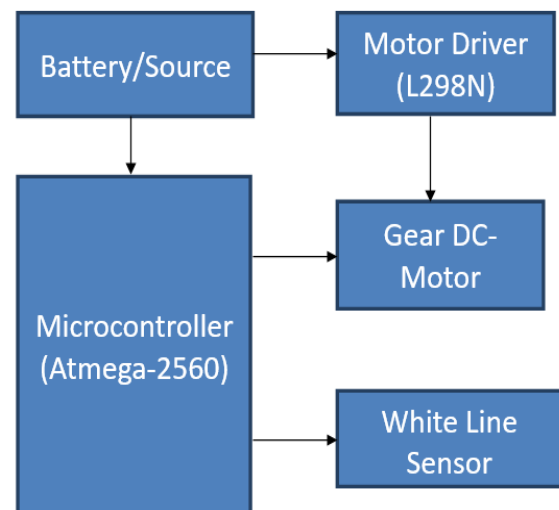 Battery/Source
Motor Driver
(L298N)
Gear DC-
Motor
Microcontroller
(Atmega-2560)
White Line
Sensor